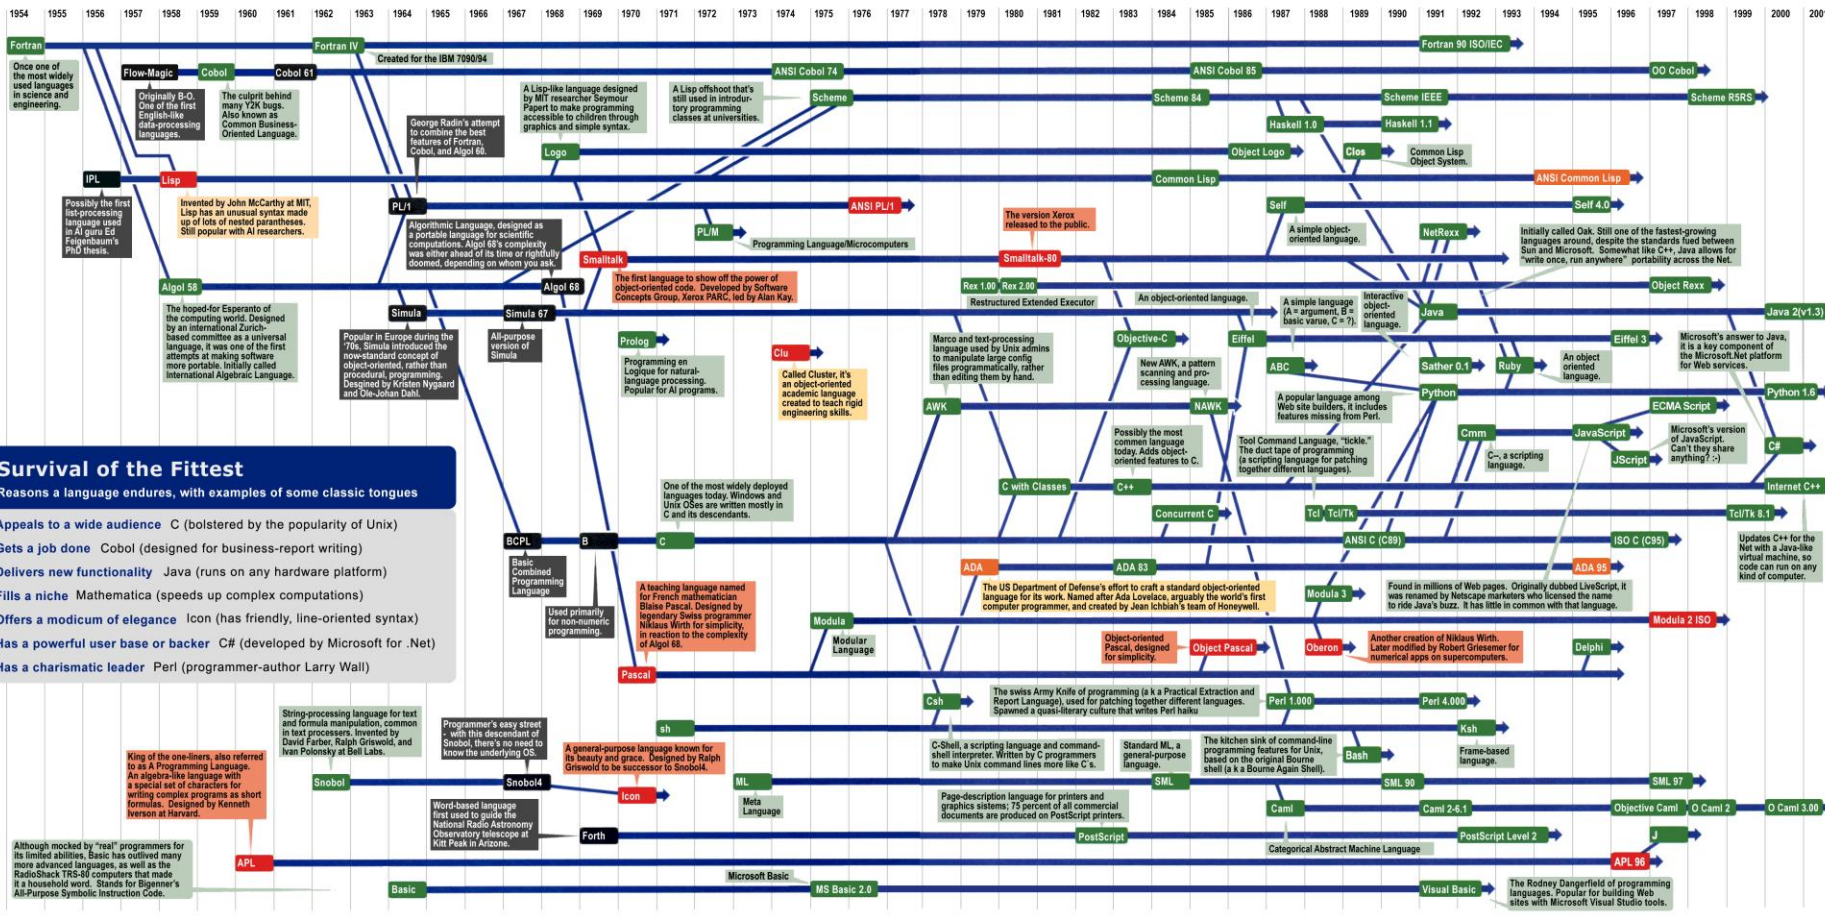 1954 1955 1956 1957 1958 1959 1960 1961 1962 1963 1964 1965 1966 1967 1968 1969 1970 1971 1972 1973 1974 1975 1976 1977 1978 1979 1980 1981 1982 1983 1984 1985 1986 1987 1988 1989 1990 1991 1992 1993 1994 1995 1996 1997 1998 1999 2000 200
Fortran
Fortran IV
Fortran 90 ISO/IEC
Once one of
the most widely
used languages
in science and
engineering.
Created for the IBM 7090/94
Flow-Magic
Cobol
Cobol 61
ANSI Cobol 74
ANSI Cobol 85
OO Cobol
Originally B-O.
One of the first
English-like
data-processing
languages.
The culprit behind
many Y2K bugs.
Also known as
Common Business-
Oriented Language.
A Lisp-like language designed
by MIT researcher Seymour
Papert to make programming
accessible to children through
graphics and simple syntax.
A Lisp offshoot that's
still used in introduc-
tory programming
classes at universities.
Scheme
Scheme 84
Scheme IEEE
Scheme R5RS
George Radin's attempt
to combine the best
features of Fortran,
Cobol, and Algol 60.
Haskell 1.0
Haskell 1.1
Logo
Object Logo
Clos
Common Lisp
Object System.
IPL
Lisp
Common Lisp
ANSI Common Lisp
Possibly the first
list-processing
language used
in AI guru Ed
Feigenbaum's
PhD thesis.
Invented by John McCarthy at MIT,
Lisp has an unusual syntax made
up of lots of nested parantheses.
Still popular with AI researchers.
PL/1
ANSI PL/1
Self
Self 4.0
Algorithmic Language, designed as
a portable language for scientific
computations. Algol 68's complexity
was either ahead of its time or rightfully
doomed, depending on whom you ask.
PL/M
Programming Language/Microcomputers
The version Xerox
released to the public.
A simple object-
oriented language.
NetRexx
Initially called Oak. Still one of the fastest-growing
languages around, despite the standards fued between
Sun and Microsoft. Somewhat like C++, Java allows for
"write once, run anywhere" portability across the Net.
Smalltalk
Smalltalk-80
The first language to show off the power of
object-oriented code. Developed by Software
Concepts Group, Xerox PARC, led by Alan Kay.
Algol 58
Algol 68
Rex 1.00
Rex 2.00
Object Rexx
Restructured Extended Executor
An object-oriented language.
A simple language
(A = argument, B =
basic varue, C = ?).
Interactive
object-
oriented
language.
The hoped-for Esperanto of
the computing world. Designed
by an international Zurich-
based committee as a universal
language, it was one of the first
attempts at making software
more portable. Initially called
International Algebraic Language.
Simula
Simula 67
Java
Java 2(v1.3)
Popular in Europe during the
'70s, Simula introduced the
now-standard concept of
object-oriented, rather than
procedural, programming.
Desgined by Kristen Nygaard
and Ole-Johan Dahl.
All-purpose
version of
Simula
Prolog
Programming en
Logique for natural-
language processing.
Popular for AI programs.
Clu
Called Cluster, it's
an object-oriented
academic language
created to teach rigid
engineering skills.
Marco and text-processing
language used by Unix admins
to manipulate large config
files programmatically, rather
than editing them by hand.
Objective-C
Eiffel
Eiffel 3
Microsoft's answer to Java,
it is a key component of
the Microsoft.Net platform
for Web services.
New AWK, a pattern
scanning and pro-
cessing language.
ABC
Sather 0.1
Ruby
An object
oriented
language.
Python
Python 1.6
A popular language among
Web site builders, it includes
features missing from Perl.
AWK
NAWK
ECMA Script
Possibly the most
commen language
today. Adds object-
oriented features to C.
Tool Command Language, "tickle."
The duct tape of programming
(a scripting language for patching
together different languages).
Cmm
C--, a scripting
language.
JavaScript
JScript
Microsoft's version
of JavaScript.
Can't they share
anything? :-)
C#
Survival of the Fittest
Reasons a language endures, with examples of some classic tongues
Appeals to a wide audience C (bolstered by the popularity of Unix)
Gets a job done Cobol (designed for business-report writing)
Delivers new functionality Java (runs on any hardware platform)
Fills a niche Mathematica (speeds up complex computations)
Offers a modicum of elegance Icon (has friendly, line-oriented syntax)
Has a powerful user base or backer C# (developed by Microsoft for .Net)
Has a charismatic leader Perl (programmer-author Larry Wall)
One of the most widely deployed
languages today. Windows and
Unix OSes are written mostly in
C and its descendants.
C with Classes
C++
Internet C++
Concurrent C
Tcl
Tcl/Tk
Tcl/Tk 8.1
BCPL
B
C
ANSI C (C89)
ISO C (C95)
Updates C++ for the
Net with a Java-like
virtual machine, so
code can run on any
kind of computer.
Basic
Combined
Programming
Language
Used primarily
for non-numeric
programming.
A teaching language named
for French mathematician
Blaise Pascal. Designed by
legendary Swiss programmer
Niklaus Wirth for simplicity,
in reaction to the complexity
of Algol 68.
ADA
ADA 83
ADA 95
The US Department of Defense's effort to craft a standard object-oriented
language for its work. Named after Ada Lovelace, arguably the world's first
computer programmer, and created by Jean Ichbiah's team of Honeywell.
Modula 3
Found in millions of Web pages. Originally dubbed LiveScript, it
was renamed by Netscape marketers who licensed the name
to ride Java's buzz. It has little in common with that language.
Modula
Modular
Language
Modula 2 ISO
Object-oriented
Pascal, designed
for simplicity.
Object Pascal
Oberon
Another creation of Niklaus Wirth.
Later modified by Robert Griesemer for
numerical apps on supercomputers.
Delphi
Pascal
Csh
The swiss Army Knife of programming (a k a Practical Extraction and
Report Language), used for patching together different languages.
Spawned a quasi-literary culture that writes Perl haiku
Perl 1.000
Perl 4.000
String-processing language for text
and formula manipulation, common
in text processers. Invented by
David Farber, Ralph Griswold, and
Ivan Polonsky at Bell Labs.
Programmer's easy street
- with this descendant of
Snobol, there's no need to
know the underlying OS.
sh
Ksh
Frame-based
language.
C-Shell, a scripting language and command-
shell interpreter. Written by C programmers
to make Unix command lines more like C`s.
Standard ML, a
general-purpose
language.
The kitchen sink of command-line
programming features for Unix,
based on the original Bourne
shell (a k a Bourne Again Shell).
Bash
King of the one-liners, also referred
to as A Programming Language.
An algebra-like language with
a special set of characters for
writing complex programs as short
formulas. Designed by Kenneth
Iverson at Harvard.
A general-purpose language known for
its beauty and grace. Designed by Ralph
Griswold to be successor to Snobol4.
Snobol
Snobol4
Icon
ML
Meta
Language
SML
SML 90
SML 97
Word-based language
first used to guide the
National Radio Astronomy
Observatory telescope at
Kitt Peak in Arizone.
Page-description language for printers and
graphics sistems; 75 percent of all commercial
documents are produced on PostScript printers.
Caml
Caml 2-6.1
Objective Caml
O Caml 2
O Caml 3.00
Forth
PostScript
PostScript Level 2
J
Categorical Abstract Machine Language
Although mocked by "real" programmers for
its limited abilities, Basic has outlived many
more advanced languages, as well as the
RadioShack TRS-80 computers that made
it a household word. Stands for Bigenner's
All-Purpose Symbolic Instruction Code.
APL
APL 96
Microsoft Basic
Basic
MS Basic 2.0
Visual Basic
The Rodney Dangerfield of programming
languages. Popular for building Web
sites with Microsoft Visual Studio tools.